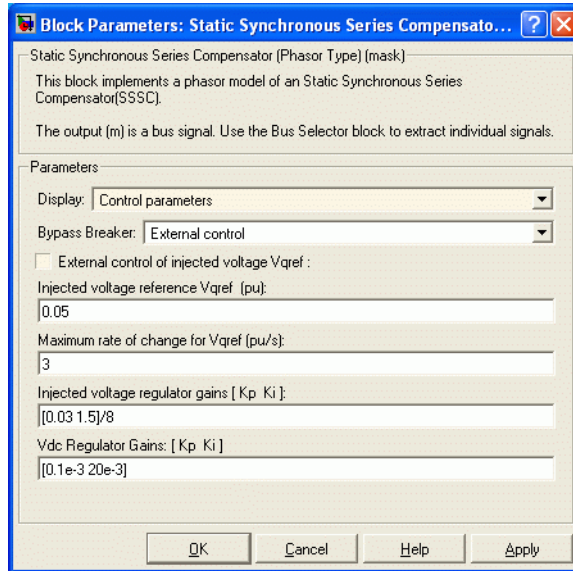 Block Parameters: Static Synchronous Series Compensato...
Static Synchronous Series Compensator (Phasor Type) (mask)
This block implements a phasor model of an Static Synchronous Series
Compensator(SSSC).
The output (m) is a bus signal. Use the Bus Selector block to extract individual signals.
Parameters
Display: Control parameters
Bypass Breaker: External control
External control of injected voltage Vqref :
Injected voltage reference Vqref (pu):
0.05
Maximum rate of change for Vqref (pu/s):
3
Injected voltage regulator gains [ Kp Ki ]:
[0.03 1.5]/8
Vdc Regulator Gains: [ Kp Ki ]
[0.1e-3 20e-3]
OK Cancel Help Apply